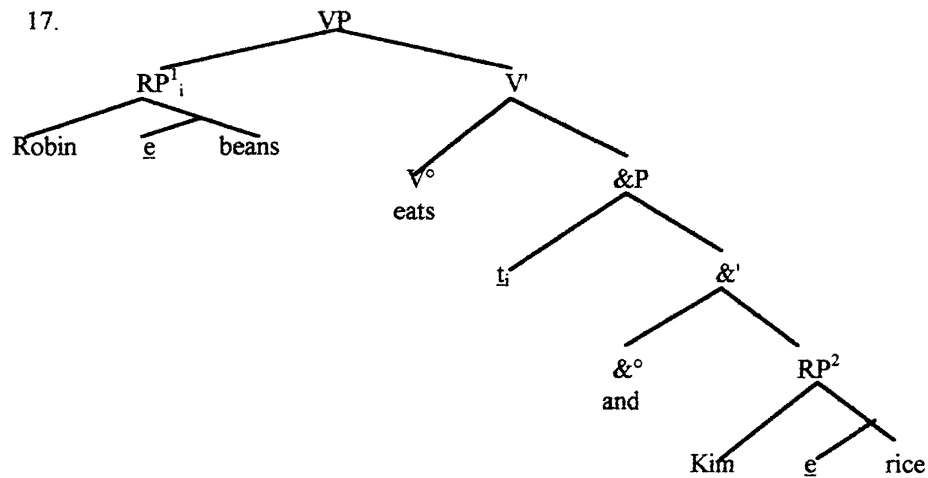 17.
VP
RP¹ᵢ V'
Robin e beans
V° &P
eats
tᵢ &'
&° RP²
and
Kim e rice